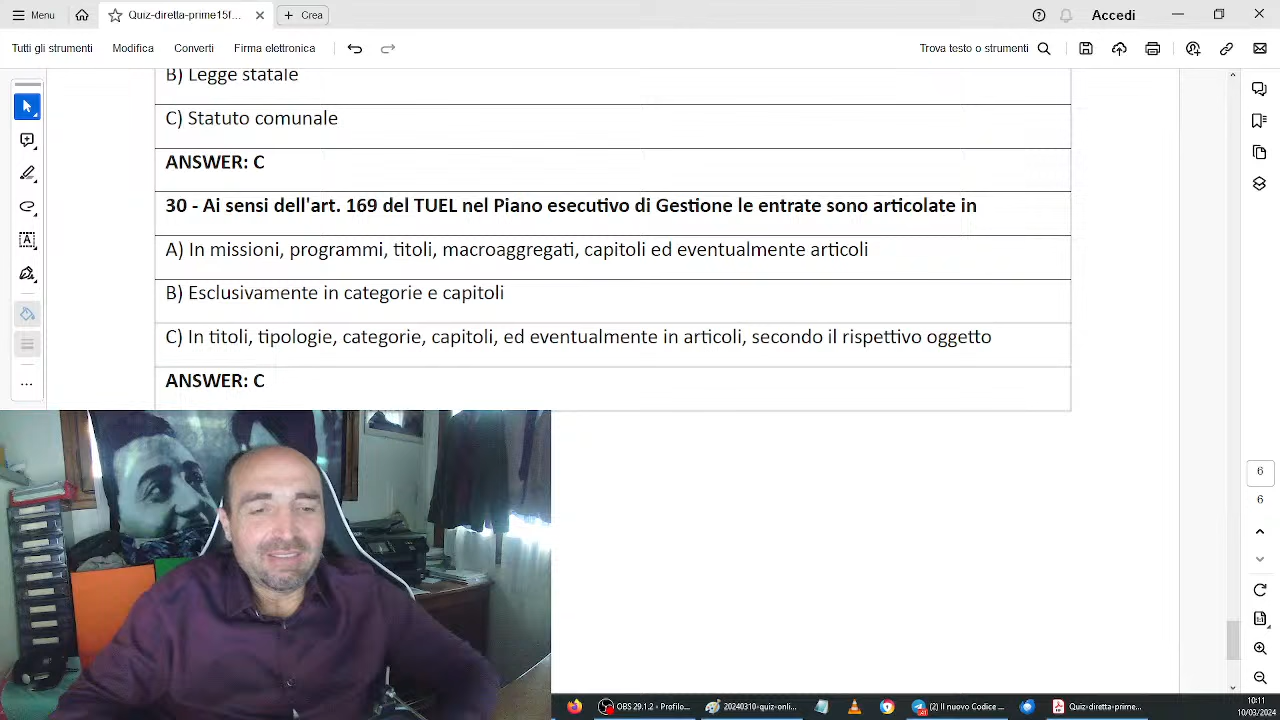 Menu
Quiz-diretta-prime15f...
Crea
Accedi
Tutti gli strumenti
Modifica
Converti
Firma elettronica
Trova testo o strumenti
B) Legge statale
C) Statuto comunale
ANSWER: C
30 - Ai sensi dell'art. 169 del TUEL nel Piano esecutivo di Gestione le entrate sono articolate in
A) In missioni, programmi, titoli, macroaggregati, capitoli ed eventualmente articoli
B) Esclusivamente in categorie e capitoli
C) In titoli, tipologie, categorie, capitoli, ed eventualmente in articoli, secondo il rispettivo oggetto
ANSWER: C
6
6
OBS 29.1.2 - Profilo...
20240310-quiz-onli...
(2) Il nuovo Codice ...
Quiz-diretta-prime...
10:11
10/06/2024